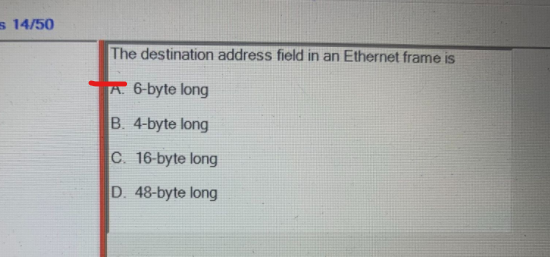 s 14/50
The destination address field in an Ethernet frame is
A. 6-byte long
B. 4-byte long
C. 16-byte long
D. 48-byte long